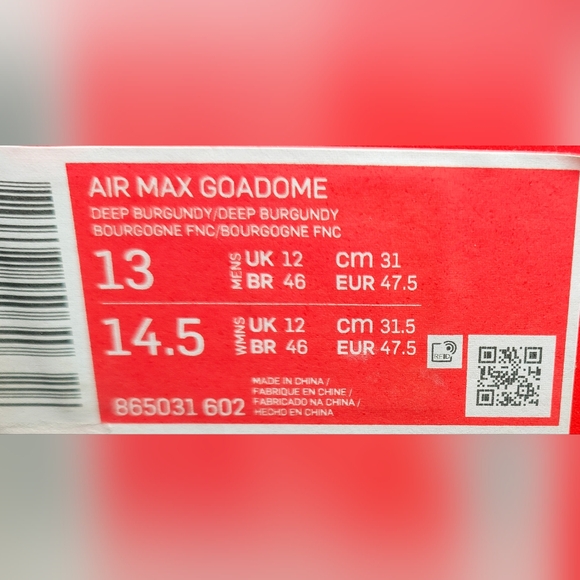 AIR MAX GOADOME
DEEP BURGUNDY/DEEP BURGUNDY
BOURGOGNE FNC/BOURGOGNE FNC
13 MENS UK 12 cm 31
BR 46 EUR 47.5
14.5 WMNS UK 12 cm 31.5
BR 46 EUR 47.5
RFID
MADE IN CHINA /
FABRIQUE EN CHINE /
FABRICADO NA CHINA /
HECHO EN CHINA
865031 602